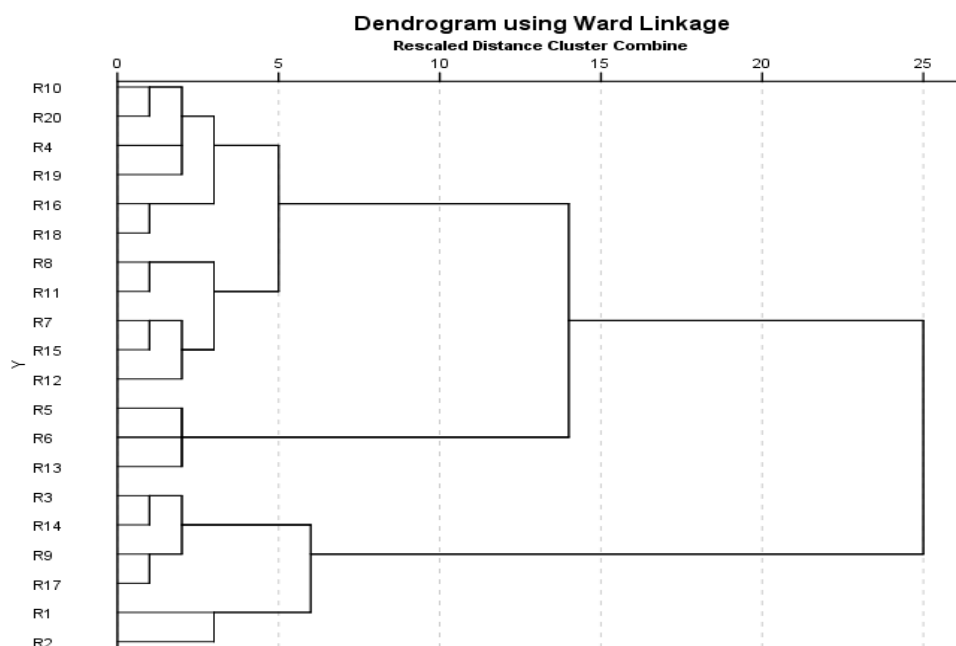 Dendrogram using Ward Linkage
Rescaled Distance Cluster Combine
0 5 10 15 20 25
R10
R20
R4
R19
R16
R18
R8
R11
R7
R15
Y
R12
R5
R6
R13
R3
R14
R9
R17
R1
R2